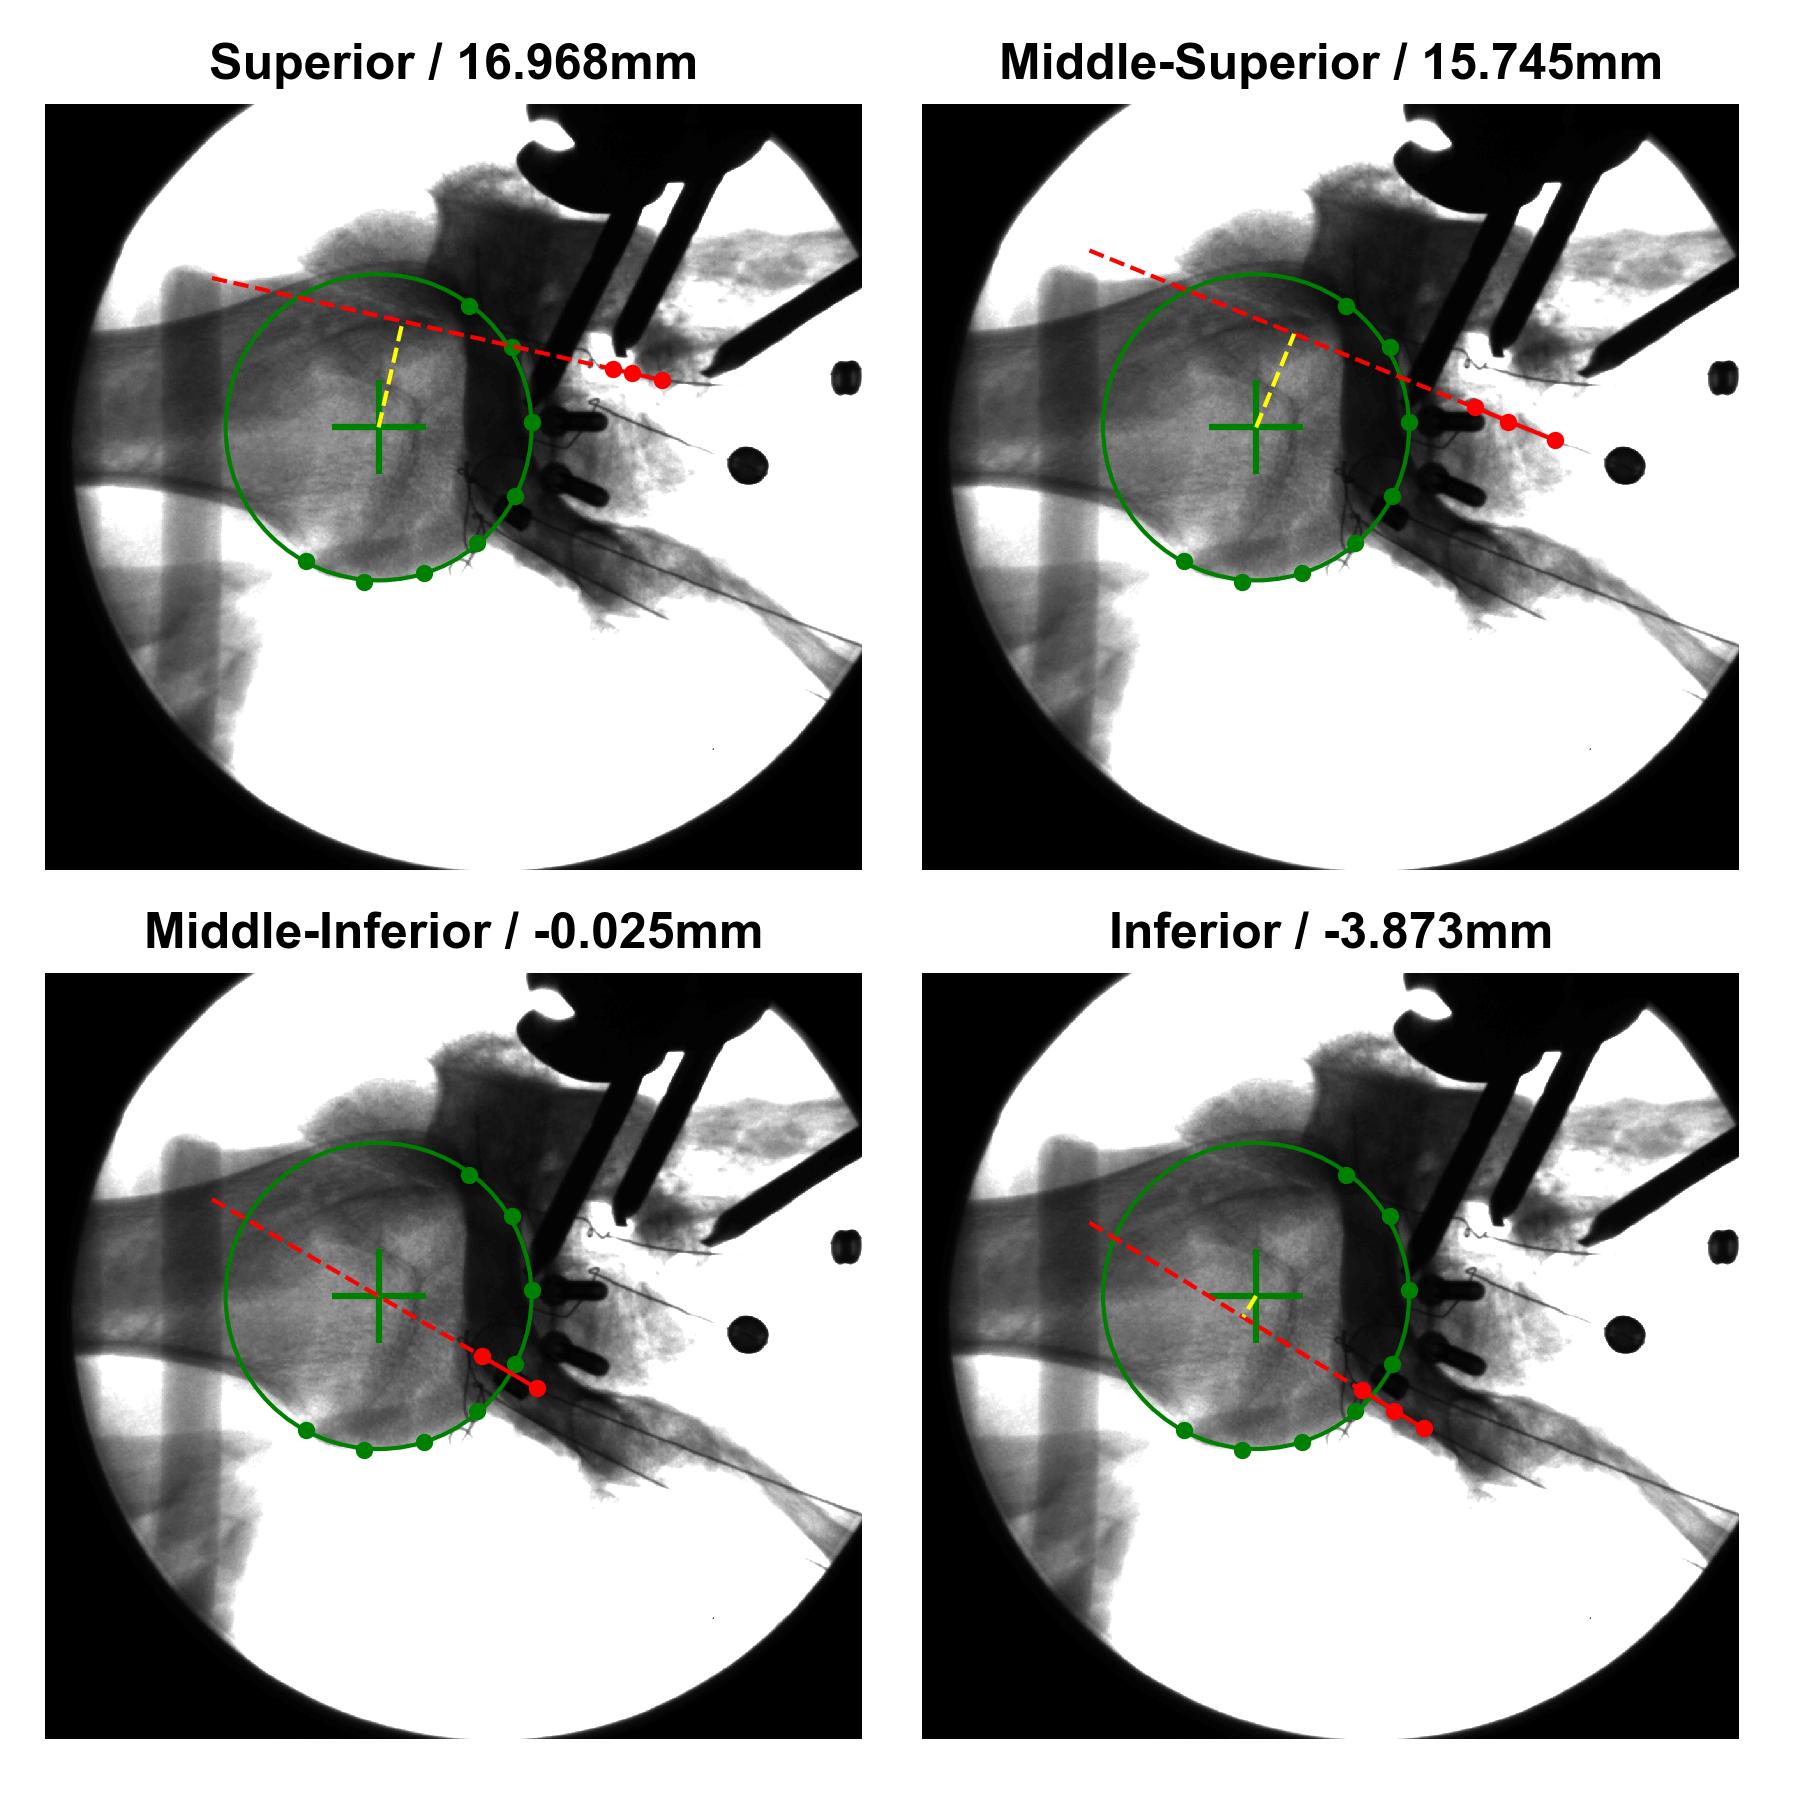 Superior / 16.968mm
Middle-Superior / 15.745mm
Middle-Inferior / -0.025mm
Inferior / -3.873mm